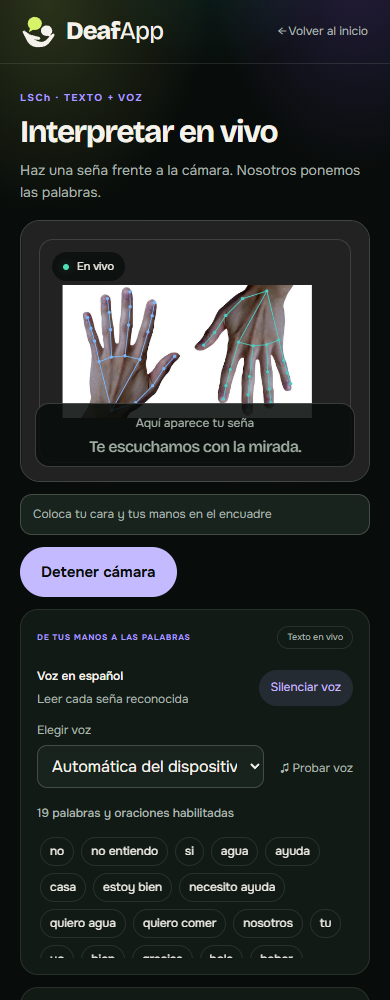 DeafApp
← Volver al inicio
LSCh · TEXTO + VOZ
Interpretar en vivo
Haz una seña frente a la cámara. Nosotros ponemos
las palabras.
En vivo
Aquí aparece tu seña
Te escuchamos con la mirada.
Coloca tu cara y tus manos en el encuadre
Detener cámara
DE TUS MANOS A LAS PALABRAS
Texto en vivo
Voz en español
Leer cada seña reconocida
Silenciar voz
Elegir voz
Automática del dispositiv
♫ Probar voz
19 palabras y oraciones habilitadas
no no entiendo si agua ayuda
casa estoy bien necesito ayuda
quiero agua quiero comer nosotros tu
yo bien gracias hola